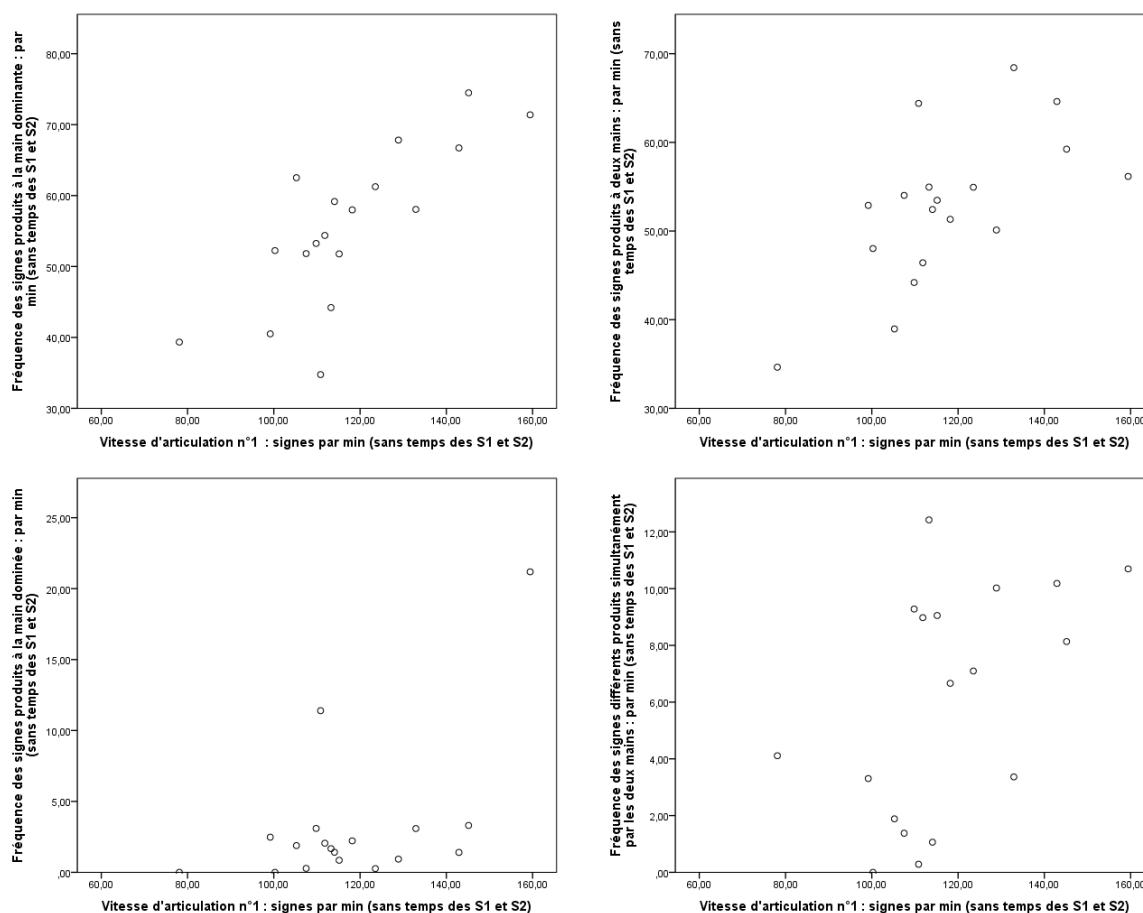 Fréquence des signes produits à la main dominante : par
min (sans temps des S1 et S2)
80,00
70,00
60,00
50,00
40,00
30,00
60,00 80,00 100,00 120,00 140,00 160,00
Vitesse d'articulation n°1 : signes par min (sans temps des S1 et S2)
Fréquence des signes produits à deux mains : par min (sans
temps des S1 et S2)
70,00
60,00
50,00
40,00
30,00
60,00 80,00 100,00 120,00 140,00 160,00
Vitesse d'articulation n°1 : signes par min (sans temps des S1 et S2)
Fréquence des signes produits à la main dominée : par min
(sans temps des S1 et S2)
25,00
20,00
15,00
10,00
5,00
,00
60,00 80,00 100,00 120,00 140,00 160,00
Vitesse d'articulation n°1 : signes par min (sans temps des S1 et S2)
Fréquence des signes différents produits simultanément
par les deux mains : par min (sans temps des S1 et S2)
12,00
10,00
8,00
6,00
4,00
2,00
,00
60,00 80,00 100,00 120,00 140,00 160,00
Vitesse d'articulation n°1 : signes par min (sans temps des S1 et S2)